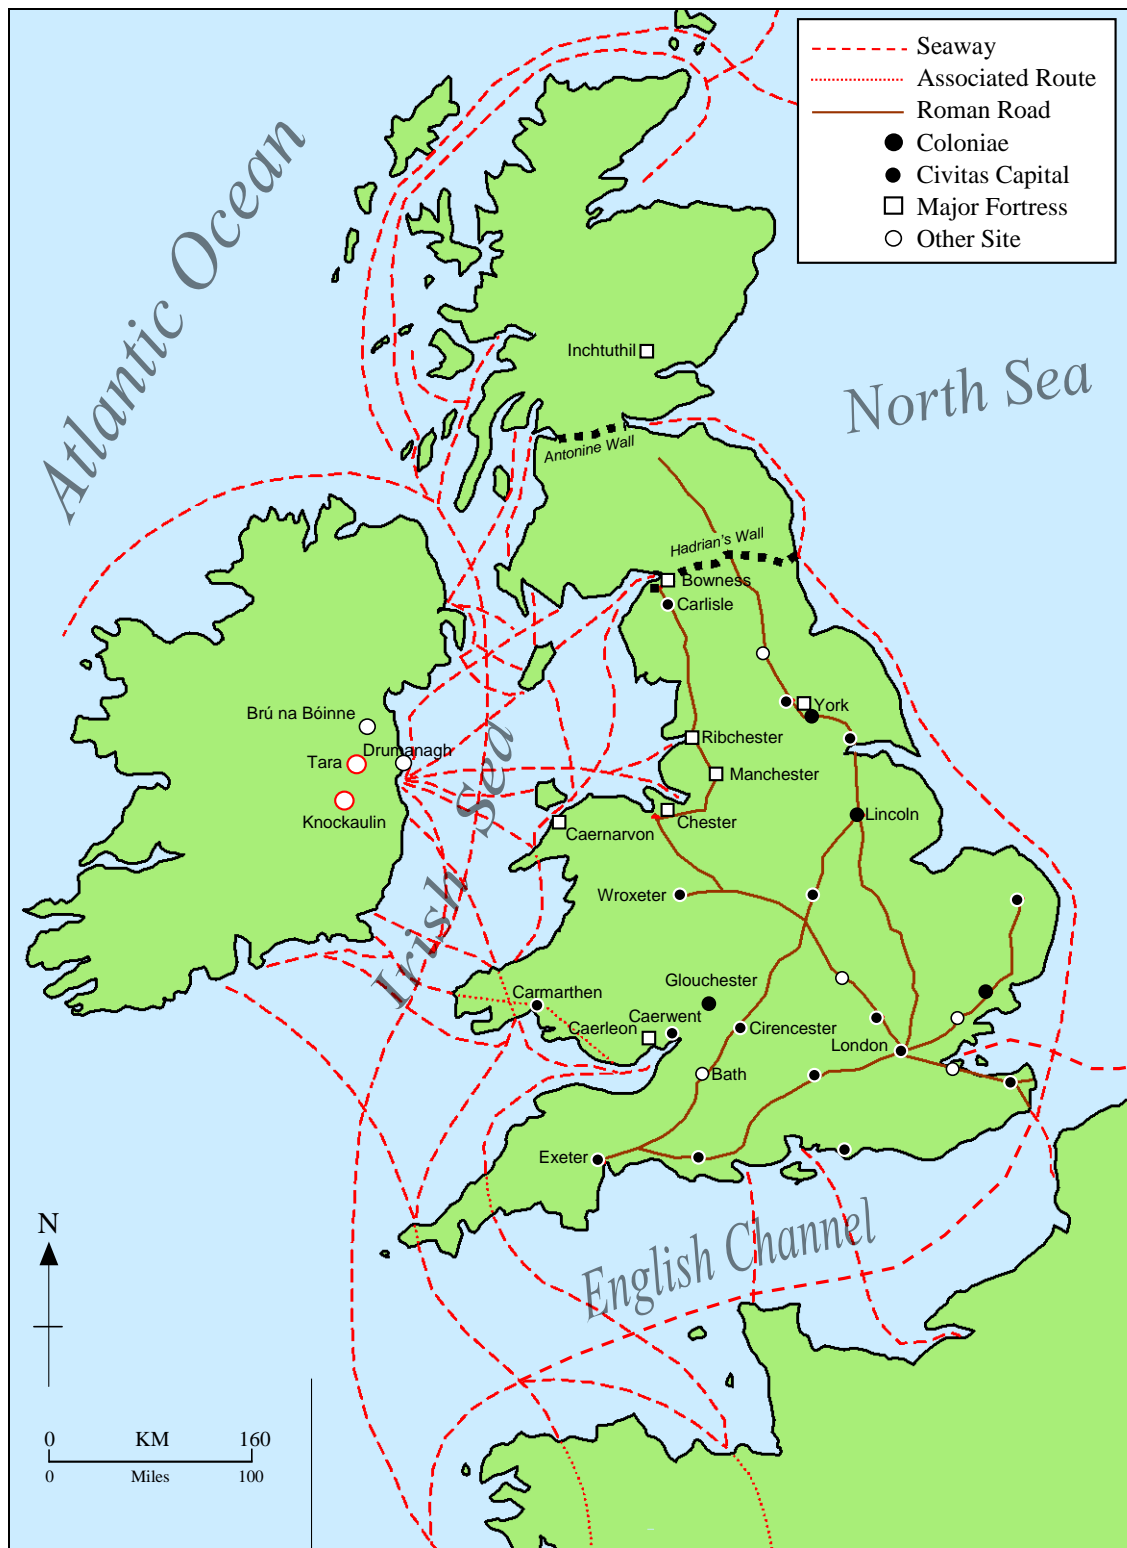 Seaway
Associated Route
Roman Road
Coloniae
Civitas Capital
Major Fortress
Other Site
Atlantic Ocean
North Sea
Inchtuthil
Antonine Wall
Hadrian's Wall
Bowness
Carlisle
York
Brú na Bóinne
Drumanagh
Tara
Knockaulin
Ribchester
Manchester
Chester
Lincoln
Caernarvon
Irish Sea
Wroxeter
Carmarthen
Glouchester
Caerwent
Caerleon
Cirencester
London
Bath
Exeter
English Channel
N
0 KM 160
0 Miles 100